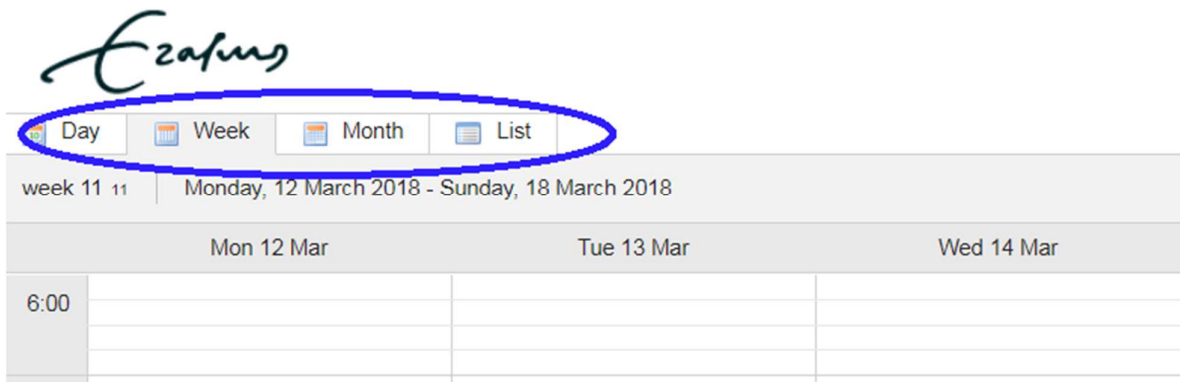 Erasmus
Day Week Month List
week 11 11 Monday, 12 March 2018 - Sunday, 18 March 2018
Mon 12 Mar Tue 13 Mar Wed 14 Mar
6:00